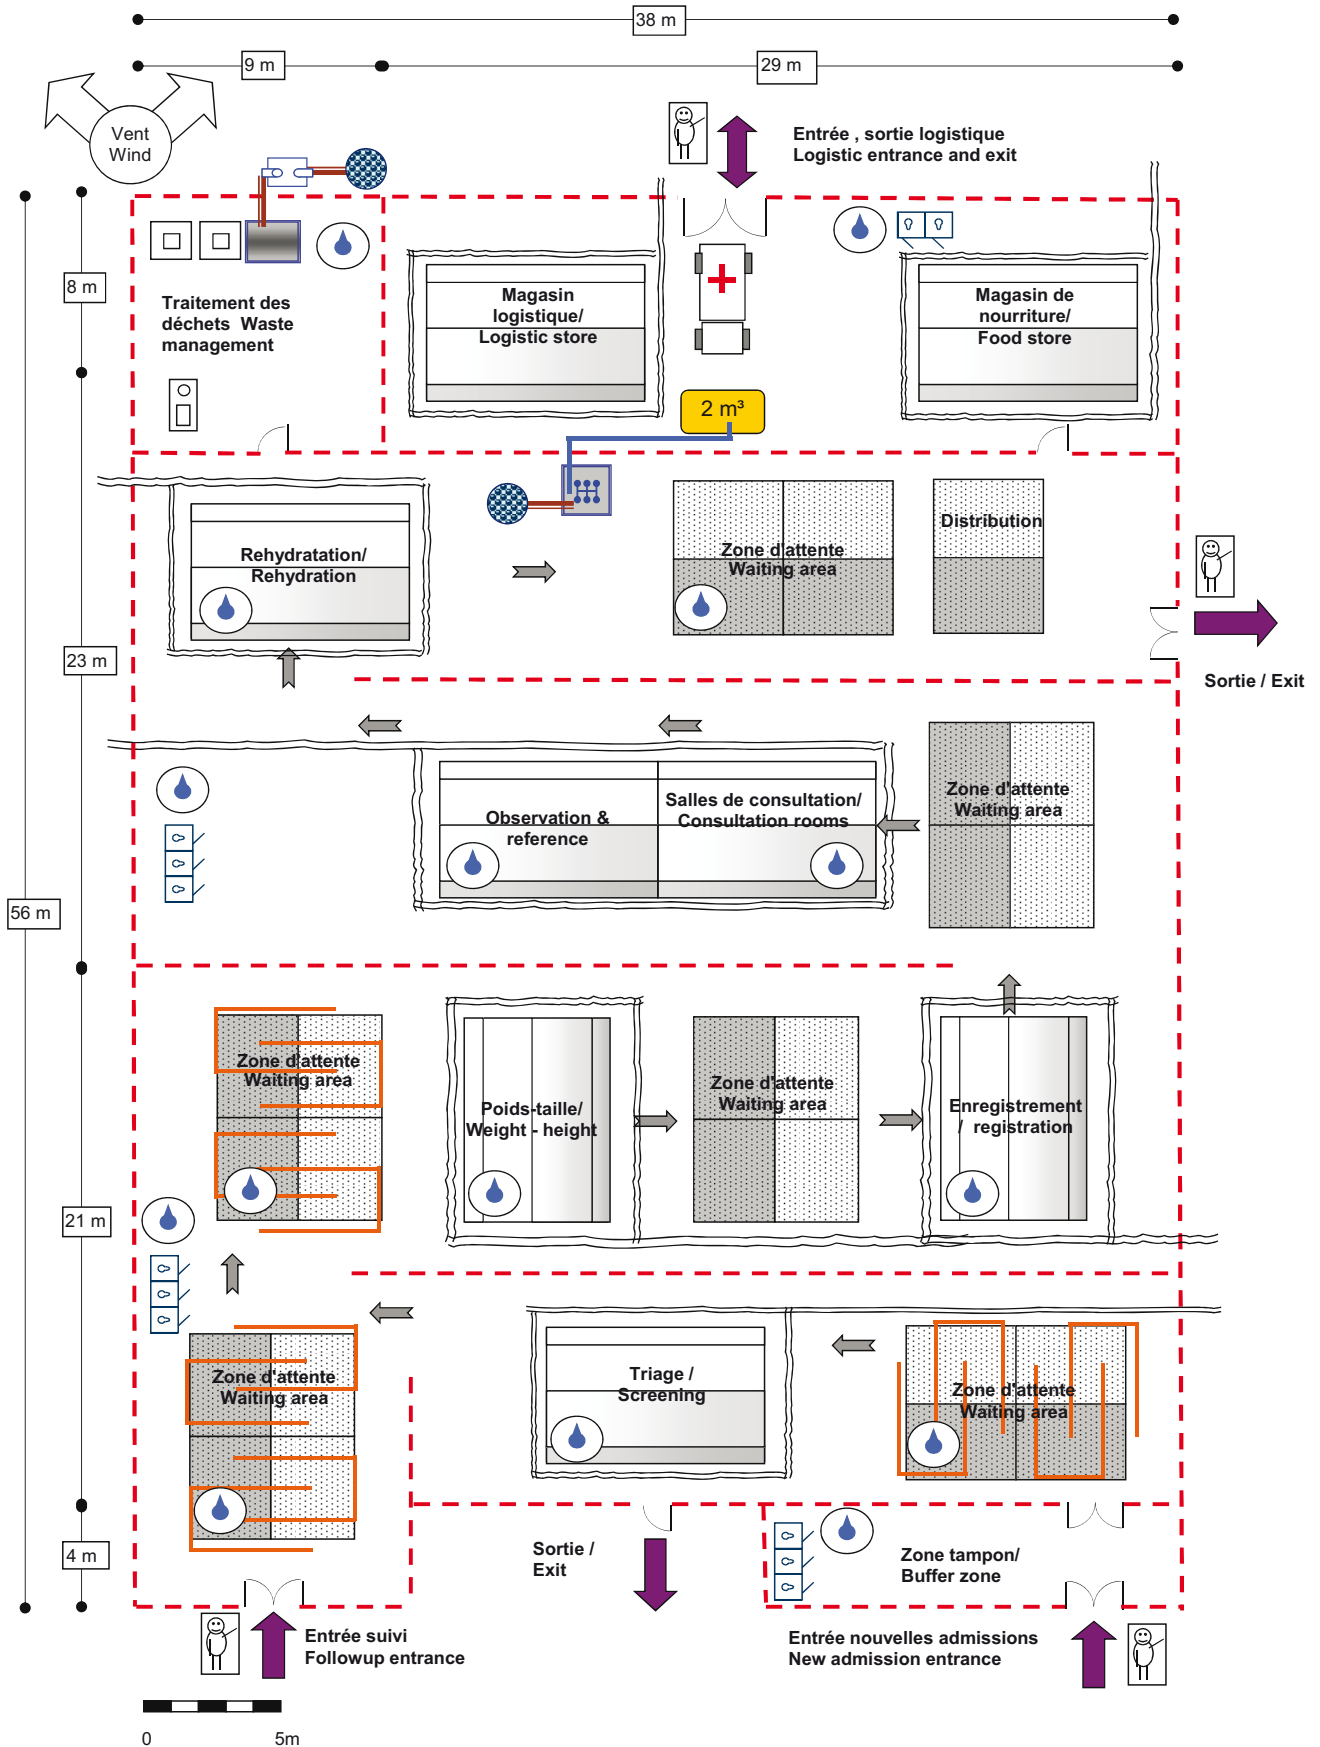 38 m
9 m
29 m
Vent
Wind
Entrée , sortie logistique
Logistic entrance and exit
8 m
Traitement des
déchets  Waste
management
Magasin
logistique/
Logistic store
Magasin de
nourriture/
Food store
2 m³
Rehydratation/
Rehydration
Zone d'attente
Waiting area
Distribution
23 m
Sortie / Exit
Observation &
reference
Salles de consultation/
Consultation rooms
Zone d'attente
Waiting area
56 m
Zone d'attente
Waiting area
Poids-taille/
Weight - height
Zone d'attente
Waiting area
Enregistrement
/  registration
21 m
Zone d'attente
Waiting area
Triage /
Screening
Zone d'attente
Waiting area
4 m
Sortie /
Exit
Zone tampon/
Buffer zone
Entrée suivi
Followup entrance
Entrée nouvelles admissions
New admission entrance
0
5m